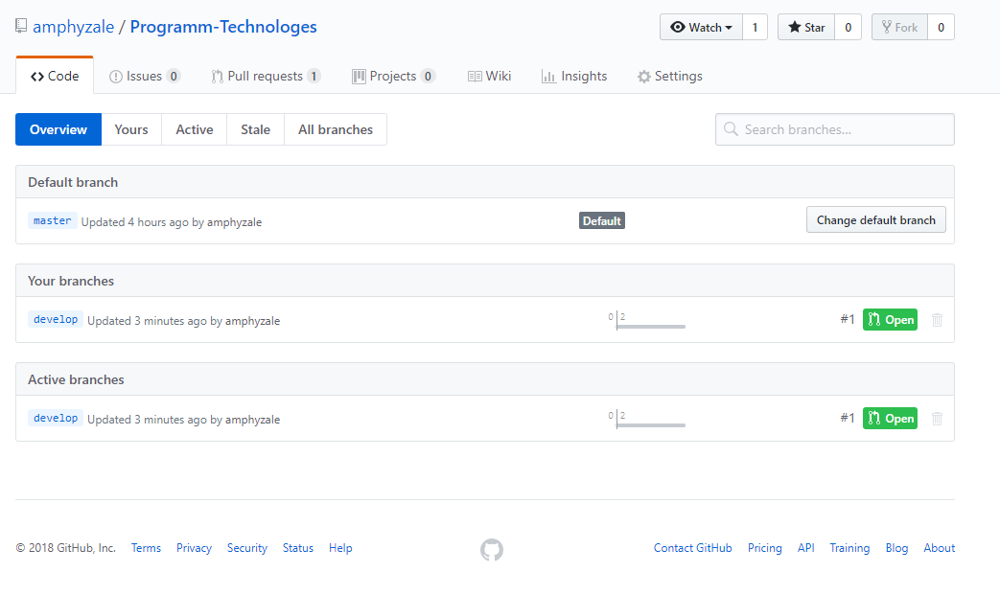 amphyzale / Programm-Technologes
Watch 1 Star 0 Fork 0
Code Issues 0 Pull requests 1 Projects 0 Wiki Insights Settings
Overview Yours Active Stale All branches Search branches...
Default branch
master Updated 4 hours ago by amphyzale Default Change default branch
Your branches
develop Updated 3 minutes ago by amphyzale 0 2 #1 Open
Active branches
develop Updated 3 minutes ago by amphyzale 0 2 #1 Open
© 2018 GitHub, Inc. Terms Privacy Security Status Help Contact GitHub Pricing API Training Blog About